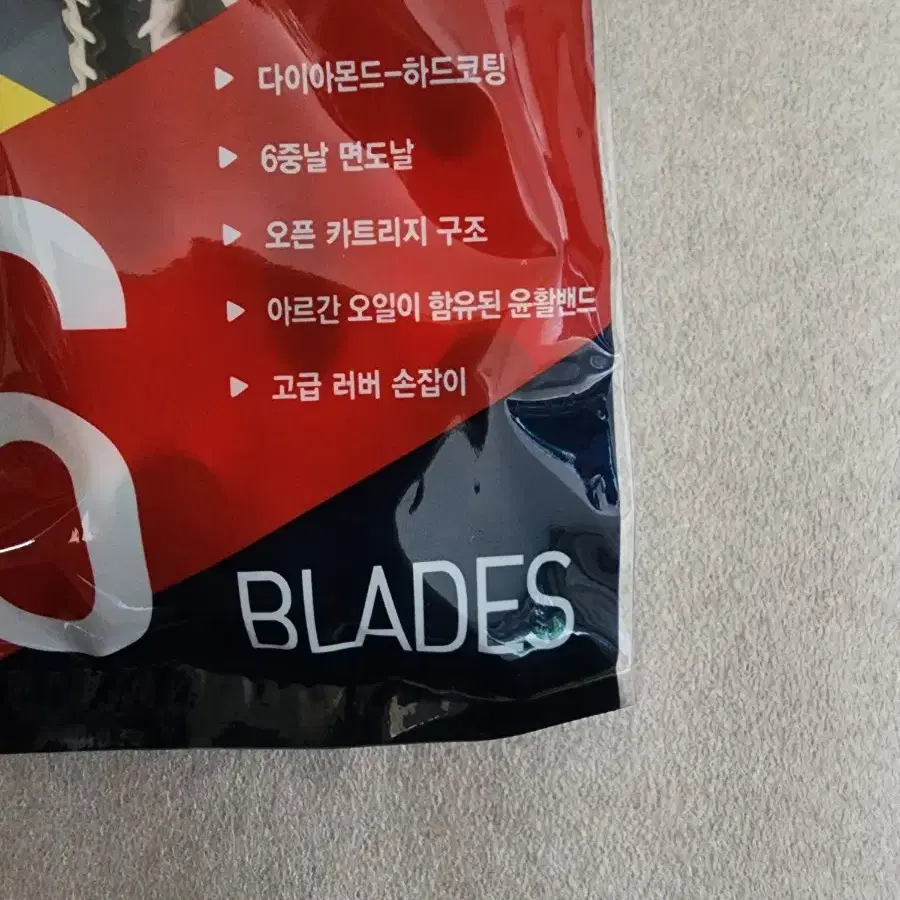 ▶ 다이아몬드-하드코팅
▶ 6중날 면도날
▶ 오픈 카트리지 구조
▶ 아르간 오일이 함유된 윤활밴드
▶ 고급 러버 손잡이
6
BLADES